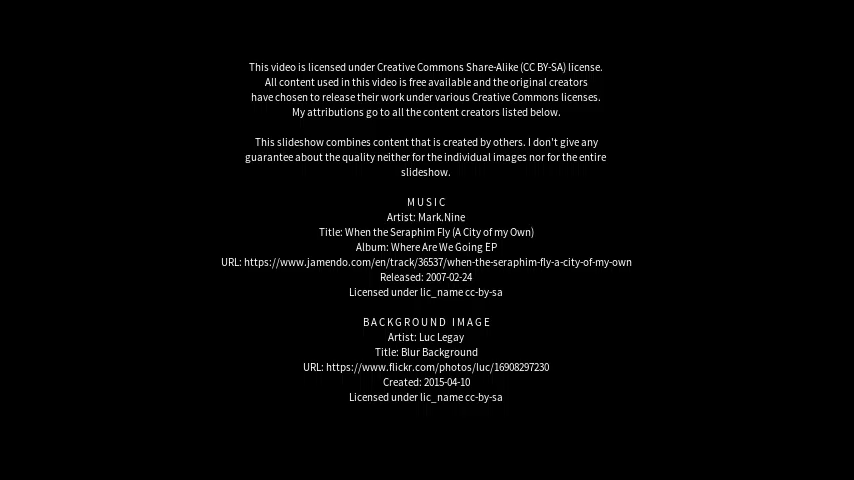 This video is licensed under Creative Commons Share-Alike (CC BY-SA) license.
All content used in this video is free available and the original creators
have chosen to release their work under various Creative Commons licenses.
My attributions go to all the content creators listed below.
This slideshow combines content that is created by others. I don't give any
guarantee about the quality neither for the individual images nor for the entire
slideshow.
MUSIC
Artist: Mark.Nine
Title: When the Seraphim Fly (A City of my Own)
Album: Where Are We Going EP
URL: https://www.jamendo.com/en/track/36537/when-the-seraphim-fly-a-city-of-my-own
Released: 2007-02-24
Licensed under lic_name cc-by-sa
BACKGROUND IMAGE
Artist: Luc Legay
Title: Blur Background
URL: https://www.flickr.com/photos/luc/16908297230
Created: 2015-04-10
Licensed under lic_name cc-by-sa